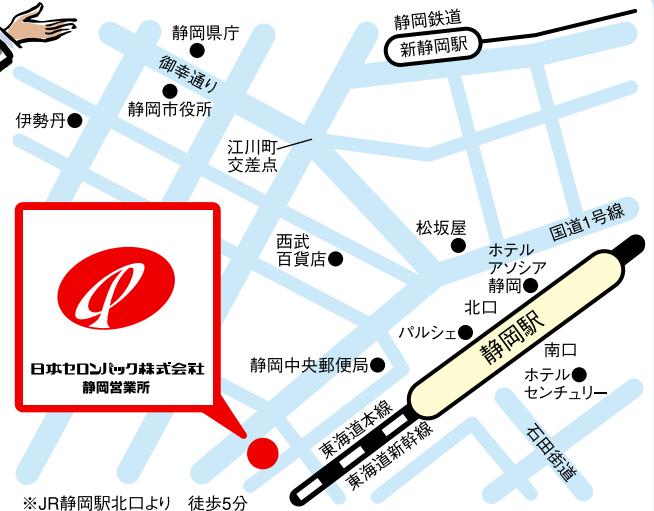 静岡鉄道
新静岡駅
静岡県庁
御幸通り
静岡市役所
伊勢丹
江川町
交差点
国道1号線
松坂屋
西武
百貨店
ホテル
アソシア
静岡
北口
パルシェ
静岡駅
南口
静岡中央郵便局
ホテル
センチュリー
日本セロンパック株式会社
静岡営業所
東海道本線
東海道新幹線
石田街道
※JR静岡駅北口より 徒歩5分